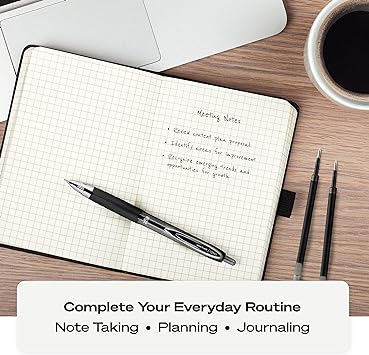 Meeting Notes
• Review content plan proposal
• Identify areas for improvement
• Recognize emerging trends and
opportunities for growth
Complete Your Everyday Routine
Note Taking • Planning • Journaling